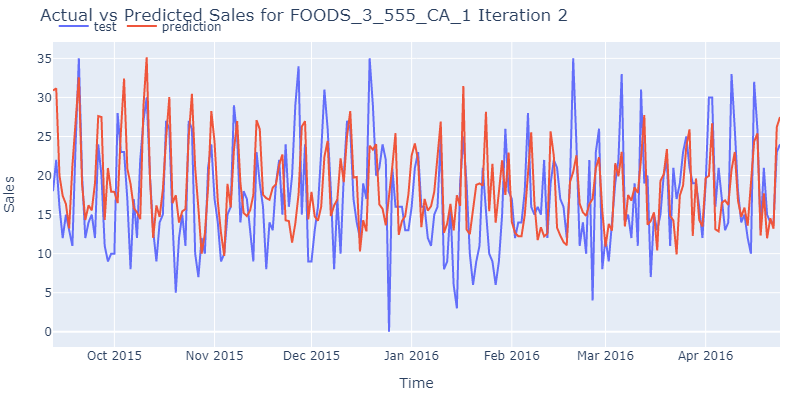 Actual vs Predicted Sales for FOODS_3_555_CA_1 Iteration 2
test prediction
35
30
25
20
15
10
5
0
Sales
Oct 2015 Nov 2015 Dec 2015 Jan 2016 Feb 2016 Mar 2016 Apr 2016
Time